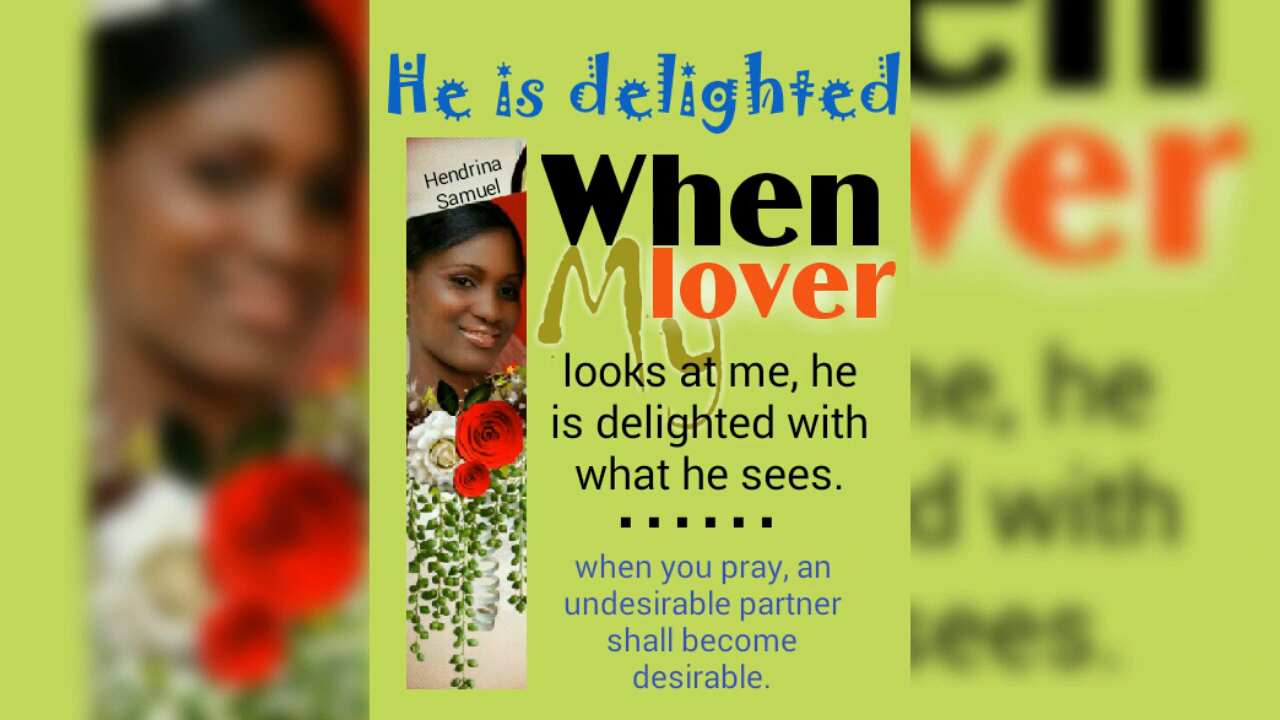 He is delighted
Hendrina
Samuel
When
My lover
looks at me, he
is delighted with
what he sees.
......
when you pray, an
undesirable partner
shall become
desirable.